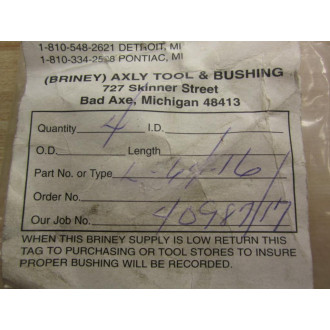 1-810-548-2621 DETROIT, MI
1-810-334-2568 PONTIAC, MI
(BRINEY) AXLY TOOL & BUSHING
727 Skinner Street
Bad Axe, Michigan 48413
Quantity 4 I.D.
O.D. Length
Part No. or Type L-64-16
Order No.
Our Job No. 40987/17
WHEN THIS BRINEY SUPPLY IS LOW RETURN THIS
TAG TO PURCHASING OR TOOL STORES TO INSURE
PROPER BUSHING WILL BE RECORDED.